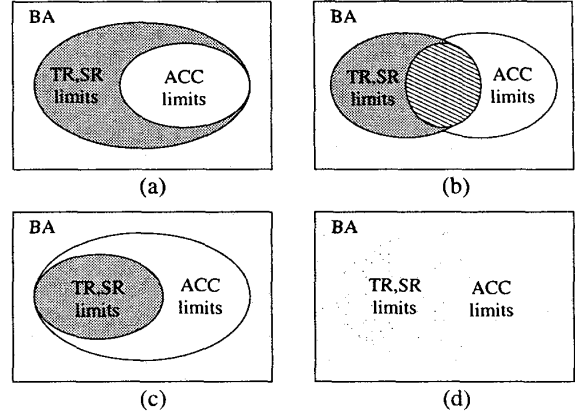 BA
TR,SR
limits
ACC
limits
(a)
BA
TR,SR
limits
ACC
limits
(b)
BA
TR,SR
limits
ACC
limits
(c)
BA
TR,SR
limits
ACC
limits
(d)